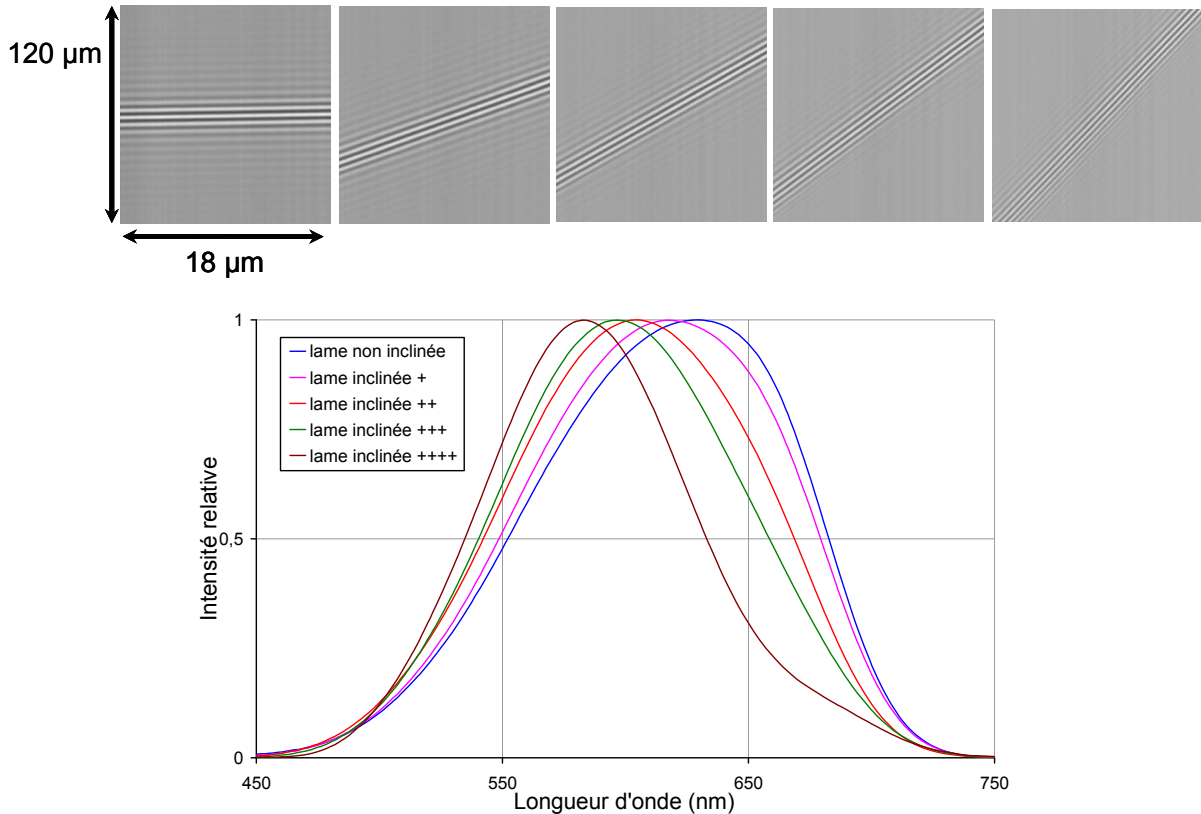 120 µm
18 µm
1
0,5
0
Intensité relative
lame non inclinée
lame inclinée +
lame inclinée ++
lame inclinée +++
lame inclinée ++++
450
550
650
750
Longueur d'onde (nm)